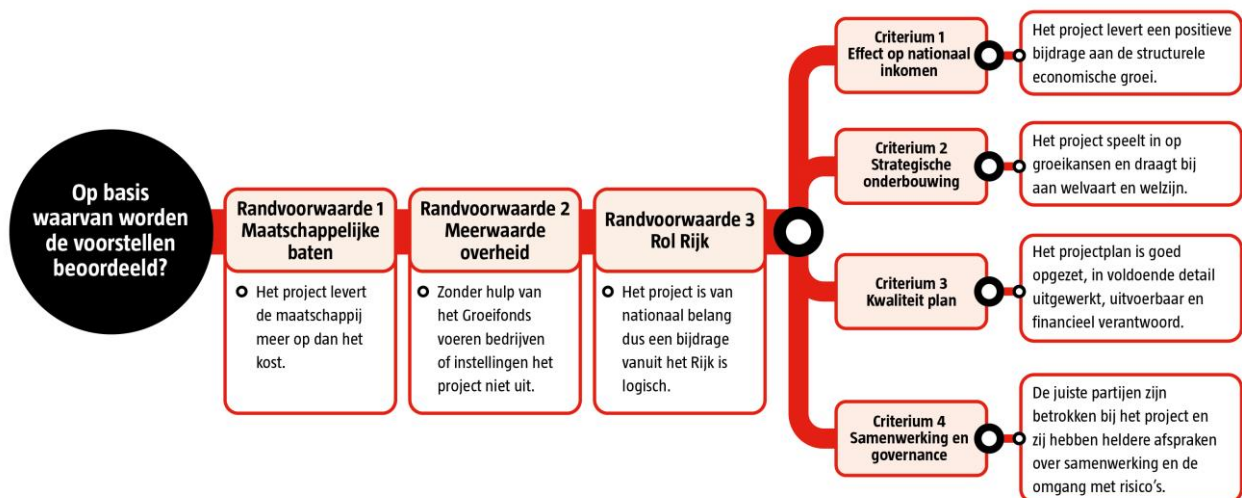 Op basis
waarvan worden
de voorstellen
beoordeeld?
Randvoorwaarde 1
Maatschappelijke
baten
Het project levert
de maatschappij
meer op dan het
kost.
Randvoorwaarde 2
Meerwaarde
overheid
Zonder hulp van
het Groeifonds
voeren bedrijven
of instellingen het
project niet uit.
Randvoorwaarde 3
Rol Rijk
Het project is van
nationaal belang
dus een bijdrage
vanuit het Rijk is
logisch.
Criterium 1
Effect op nationaal
inkomen
Het project levert een positieve
bijdrage aan de structurele
economische groei.
Criterium 2
Strategische
onderbouwing
Het project speelt in op
groeikansen en draagt bij
aan welvaart en welzijn.
Criterium 3
Kwaliteit plan
Het projectplan is goed
opgezet, in voldoende detail
uitgewerkt, uitvoerbaar en
financieel verantwoord.
Criterium 4
Samenwerking en
governance
De juiste partijen zijn
betrokken bij het project en
zij hebben heldere afspraken
over samenwerking en de
omgang met risico's.